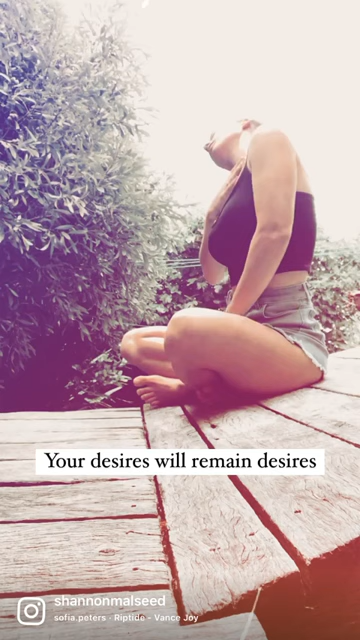 Your desires will remain desires
shannonmalseed
sofia.peters · Riptide - Vance Joy